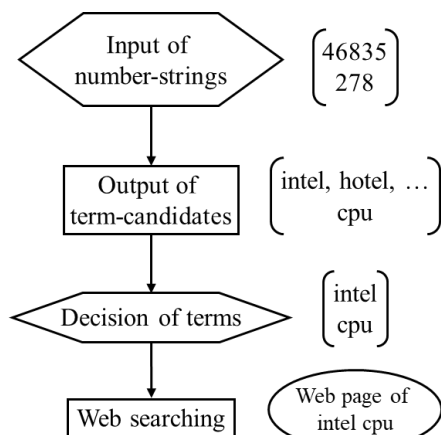 Input of
number-strings
46835
278
Output of
term-candidates
intel, hotel, …
cpu
Decision of terms
intel
cpu
Web searching
Web page of
intel cpu